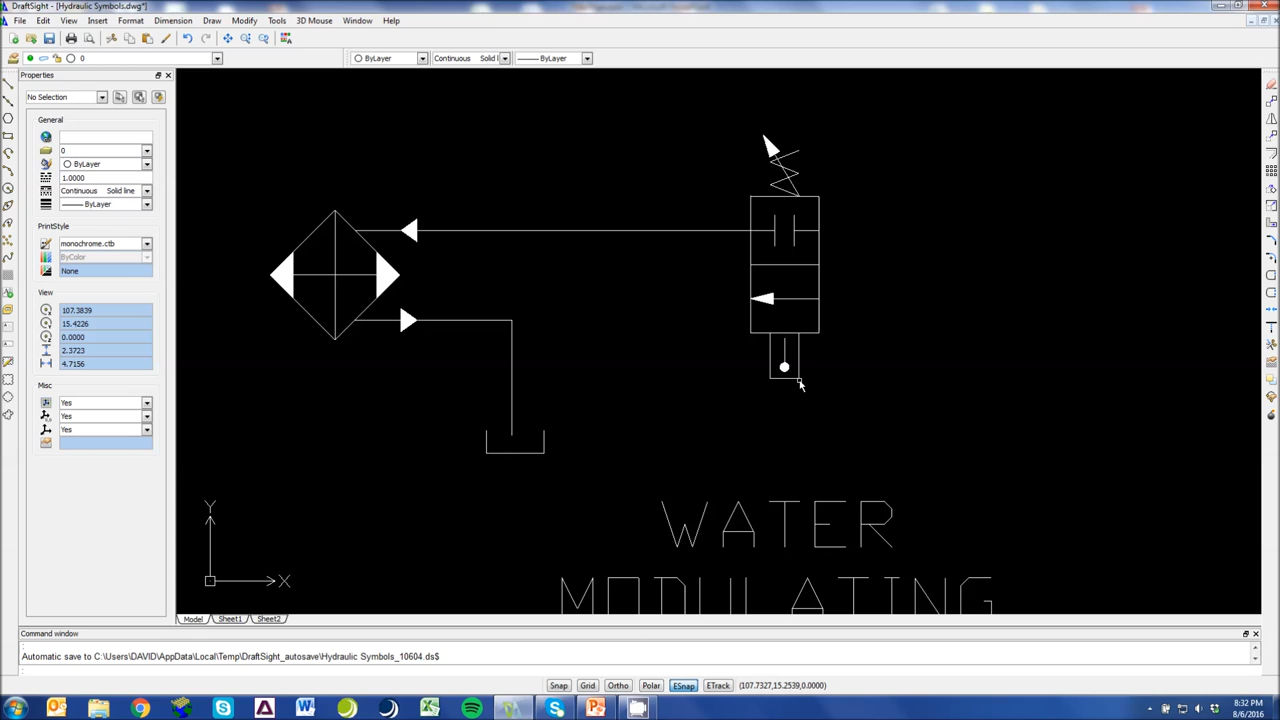 DraftSight - [Hydraulic Symbols.dwg*]
File Edit View Insert Format Dimension Draw Modify Tools 3D Mouse Window Help
0 ByLayer Continuous Solid l ByLayer
Properties
No Selection
General
0
ByLayer
1.0000
Continuous Solid line
ByLayer
PrintStyle
monochrome.ctb
ByColor
None
View
107.3839
15.4226
0.0000
2.3723
4.7156
Misc
Yes
Yes
Yes
WATER
MODULATING
Y
X
Model Sheet1 Sheet2
Command window
:
Automatic save to C:\Users\DAVID\AppData\Local\Temp\DraftSight_autosave\Hydraulic Symbols_10604.ds$
:
Snap Grid Ortho Polar ESnap ETrack (107.7327,15.2539,0.0000)
8:32 PM
8/6/2016